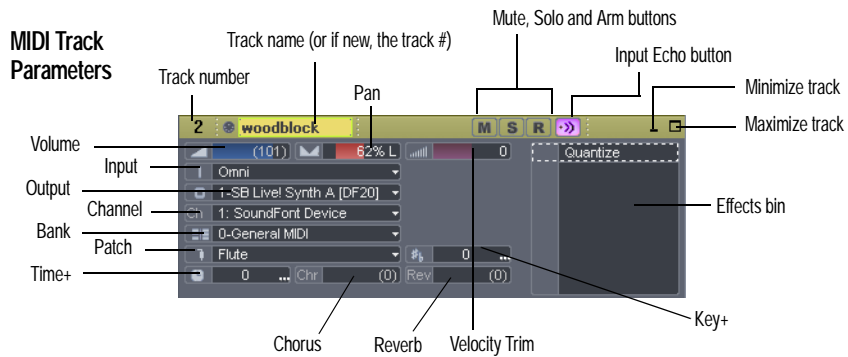 MIDI Track
Parameters
Track name (or if new, the track #)
Mute, Solo and Arm buttons
Input Echo button
Track number
Pan
Minimize track
Maximize track
2 woodblock M S R
Volume (101) 62% L 0 Quantize
Input Omni
Output 1-SB Live! Synth A [DF20]
Effects bin
Channel Ch 1: SoundFont Device
Bank 0-General MIDI
Patch Flute 0 ...
Time+ 0 ... Chr (0) Rev (0)
Key+
Chorus Reverb Velocity Trim